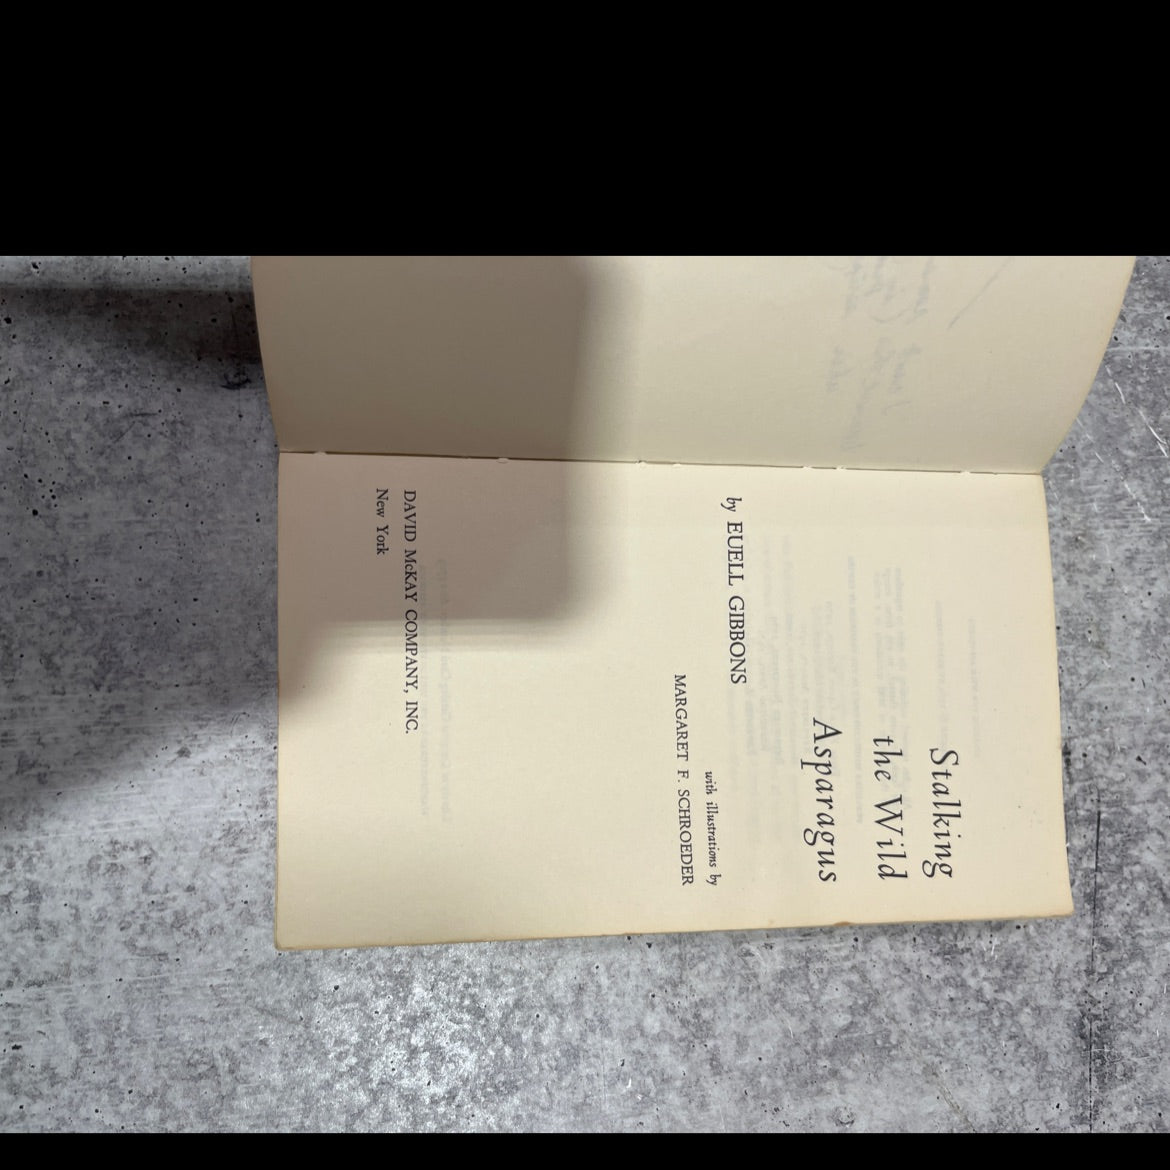 Stalking
the Wild
Asparagus
by EUELL GIBBONS
with illustrations by
MARGARET F. SCHROEDER
DAVID McKAY COMPANY, INC.
New York